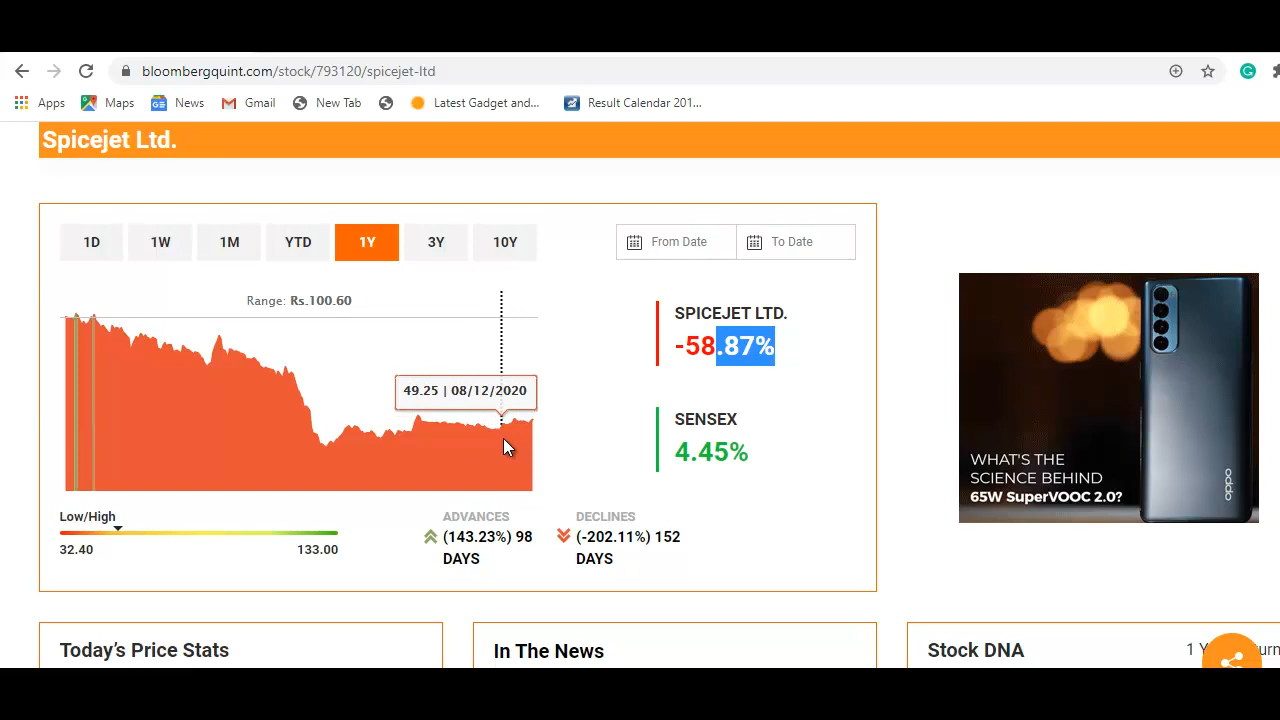 bloombergquint.com/stock/793120/spicejet-ltd
Apps Maps News Gmail New Tab Latest Gadget and... Result Calendar 201...
Spicejet Ltd.
1D 1W 1M YTD 1Y 3Y 10Y
From Date To Date
Range: Rs.100.60
SPICEJET LTD.
-58.87%
49.25 | 08/12/2020
SENSEX
4.45%
Low/High
32.40 133.00
ADVANCES
(143.23%) 98
DAYS
DECLINES
(-202.11%) 152
DAYS
WHAT'S THE
SCIENCE BEHIND
65W SuperVOOC 2.0?
oppo
Today's Price Stats
In The News
Stock DNA